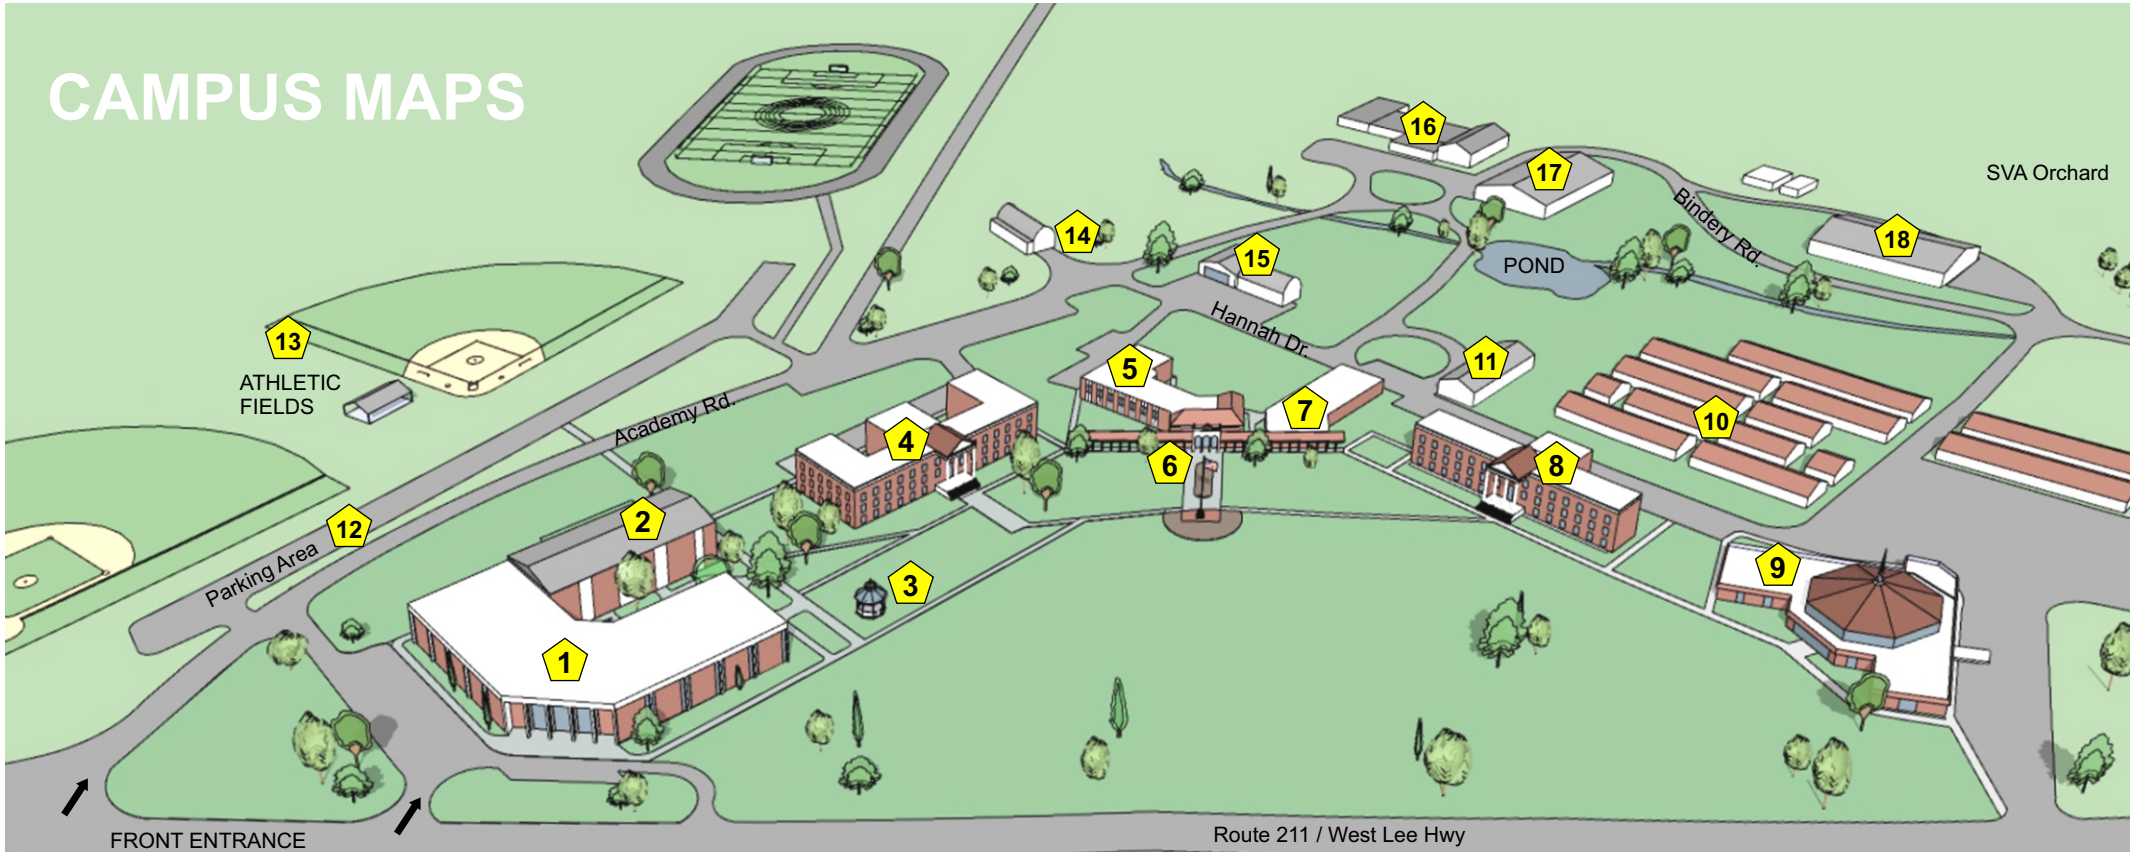 CAMPUS MAPS
16
17
SVA Orchard
Bindery Rd.
14
15
18
POND
13
Hannah Dr.
ATHLETIC
FIELDS
5
11
7
10
Academy Rd.
4
6
8
2
12
Parking Area
3
9
1
FRONT ENTRANCE
Route 211 / West Lee Hwy